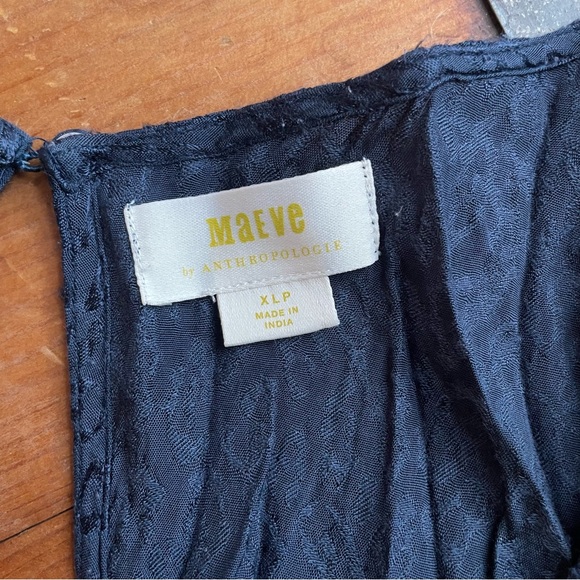 MaEVe
by ANTHROPOLOGIE
XLP
MADE IN
INDIA